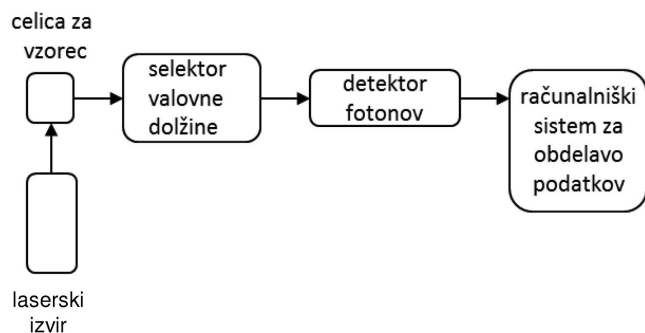 celica za
vzorec
selektor
valovne
dolžine
detektor
fotonov
računalniški
sistem za
obdelavo
podatkov
laserski
izvir